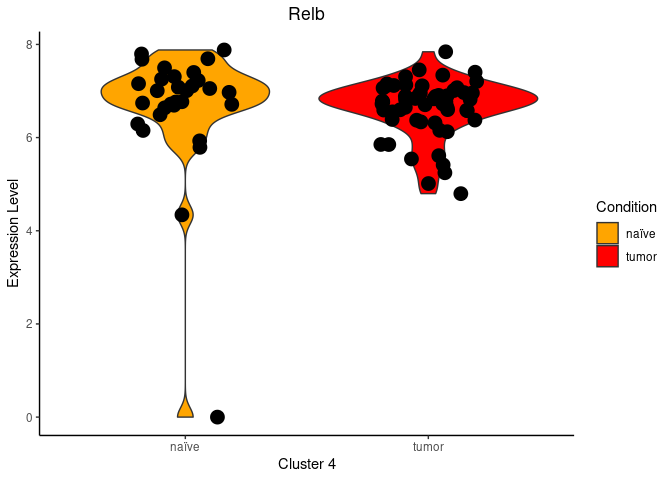 Relb
Expression Level
8
6
4
2
0
naïve
tumor
Cluster 4
Condition
naïve
tumor